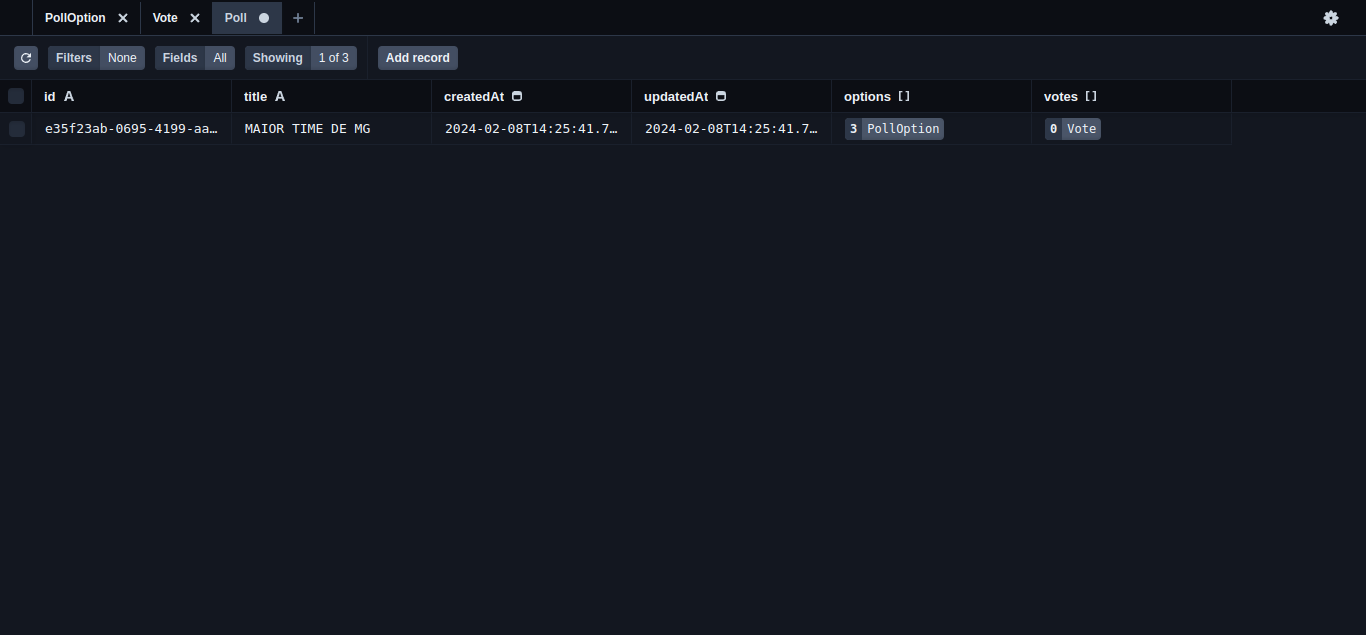 PollOption Vote Poll
Filters None Fields All Showing 1 of 3 Add record
id A title A createdAt updatedAt options [] votes []
e35f23ab-0695-4199-aa… MAIOR TIME DE MG 2024-02-08T14:25:41.7… 2024-02-08T14:25:41.7… 3 PollOption 0 Vote